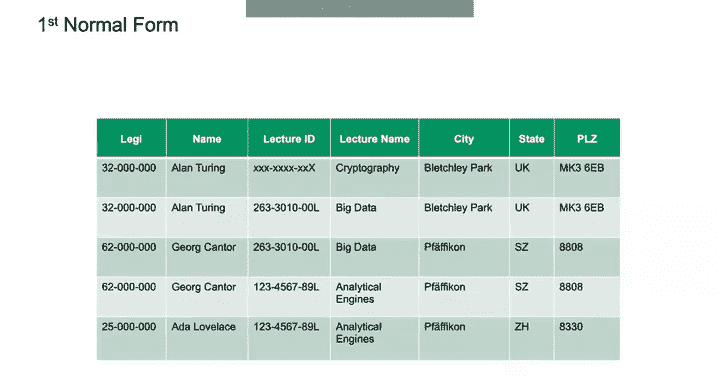 1st Normal Form
Legi Name Lecture ID Lecture Name City State PLZ
32-000-000 Alan Turing xxx-xxxx-xxX Cryptography Bletchley Park UK MK3 6EB
32-000-000 Alan Turing 263-3010-00L Big Data Bletchley Park UK MK3 6EB
62-000-000 Georg Cantor 263-3010-00L Big Data Pfäffikon SZ 8808
62-000-000 Georg Cantor 123-4567-89L Analytical Engines Pfäffikon SZ 8808
25-000-000 Ada Lovelace 123-4567-89L Analytical Engines Pfäffikon ZH 8330